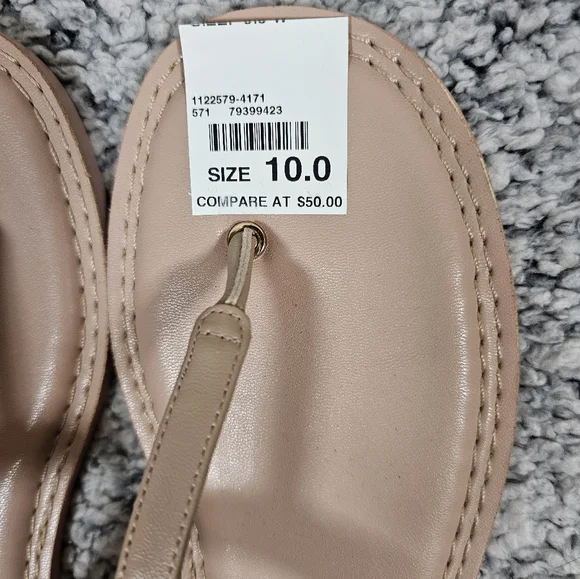 1122579-4171
571 79399423
SIZE 10.0
COMPARE AT $50.00